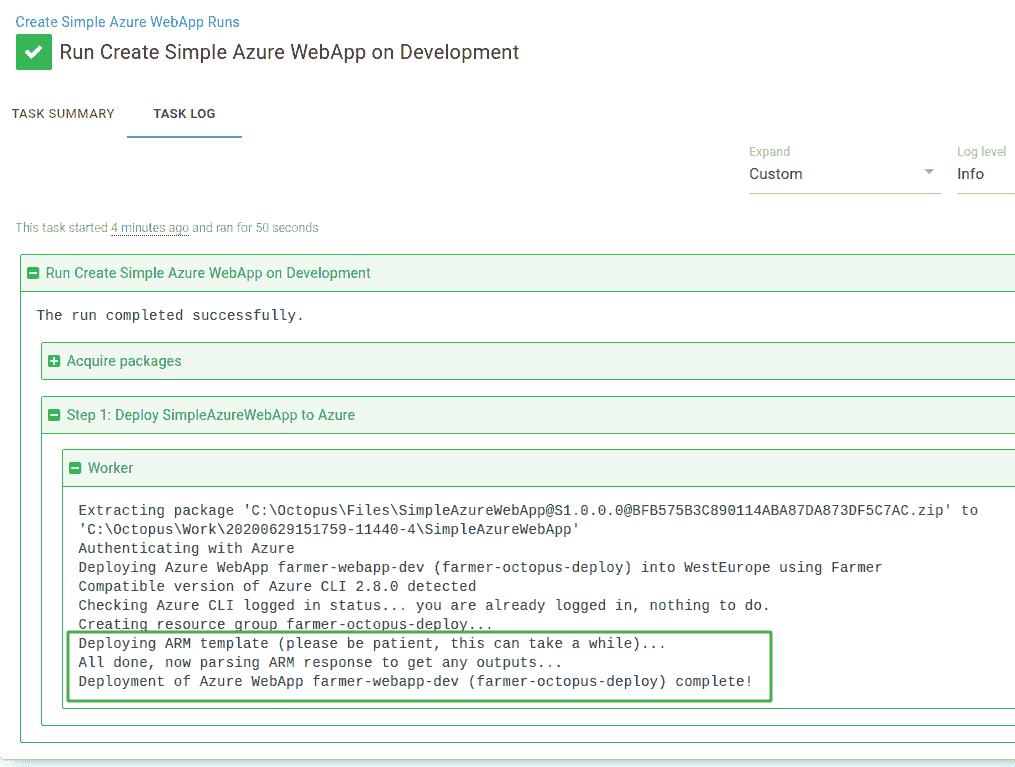 Create Simple Azure WebApp Runs
Run Create Simple Azure WebApp on Development
TASK SUMMARY TASK LOG
Expand Log level
Custom Info
This task started 4 minutes ago and ran for 50 seconds
Run Create Simple Azure WebApp on Development
The run completed successfully.
Acquire packages
Step 1: Deploy SimpleAzureWebApp to Azure
Worker
Extracting package 'C:\Octopus\Files\SimpleAzureWebApp@S1.0.0.0@BFB575B3C890114ABA87DA873DF5C7AC.zip' to
'C:\Octopus\Work\20200629151759-11440-4\SimpleAzureWebApp'
Authenticating with Azure
Deploying Azure WebApp farmer-webapp-dev (farmer-octopus-deploy) into WestEurope using Farmer
Compatible version of Azure CLI 2.8.0 detected
Checking Azure CLI logged in status... you are already logged in, nothing to do.
Creating resource group farmer-octopus-deploy...
Deploying ARM template (please be patient, this can take a while)...
All done, now parsing ARM response to get any outputs...
Deployment of Azure WebApp farmer-webapp-dev (farmer-octopus-deploy) complete!